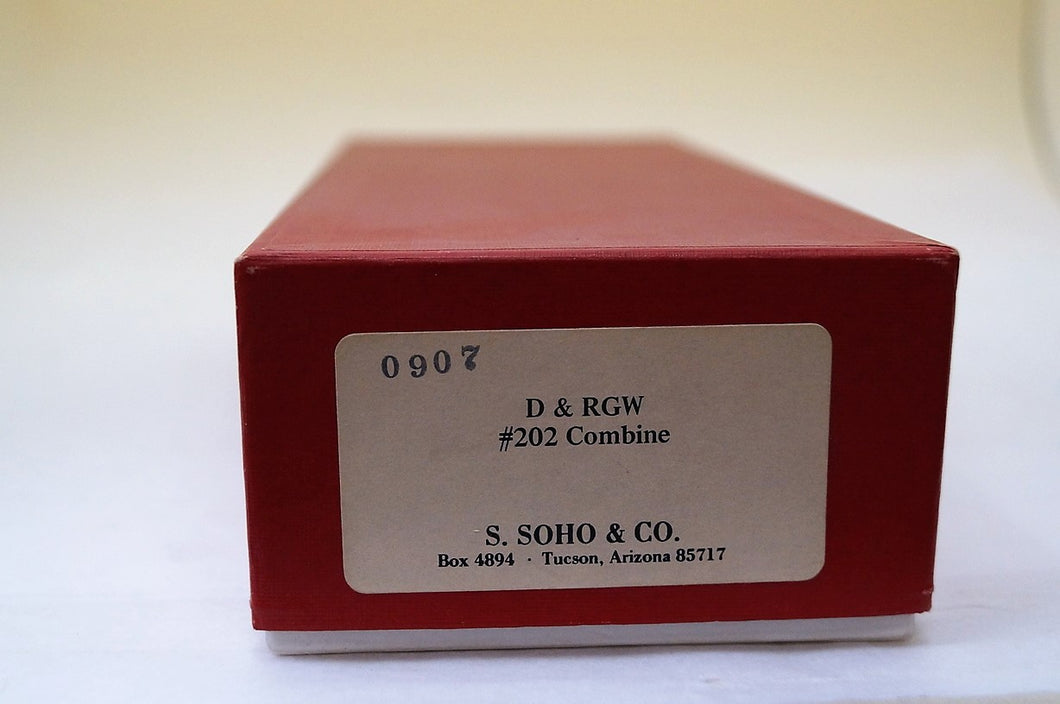 0907
D & RGW
#202 Combine
S. SOHO & CO.
Box 4894 · Tucson, Arizona 85717